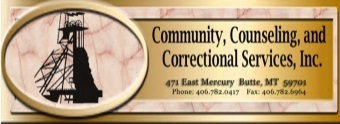 Community, Counseling, and
Correctional Services, Inc.
471 East Mercury Butte, MT 59701
Phone: 406.782.0417 Fax: 406.782.6964